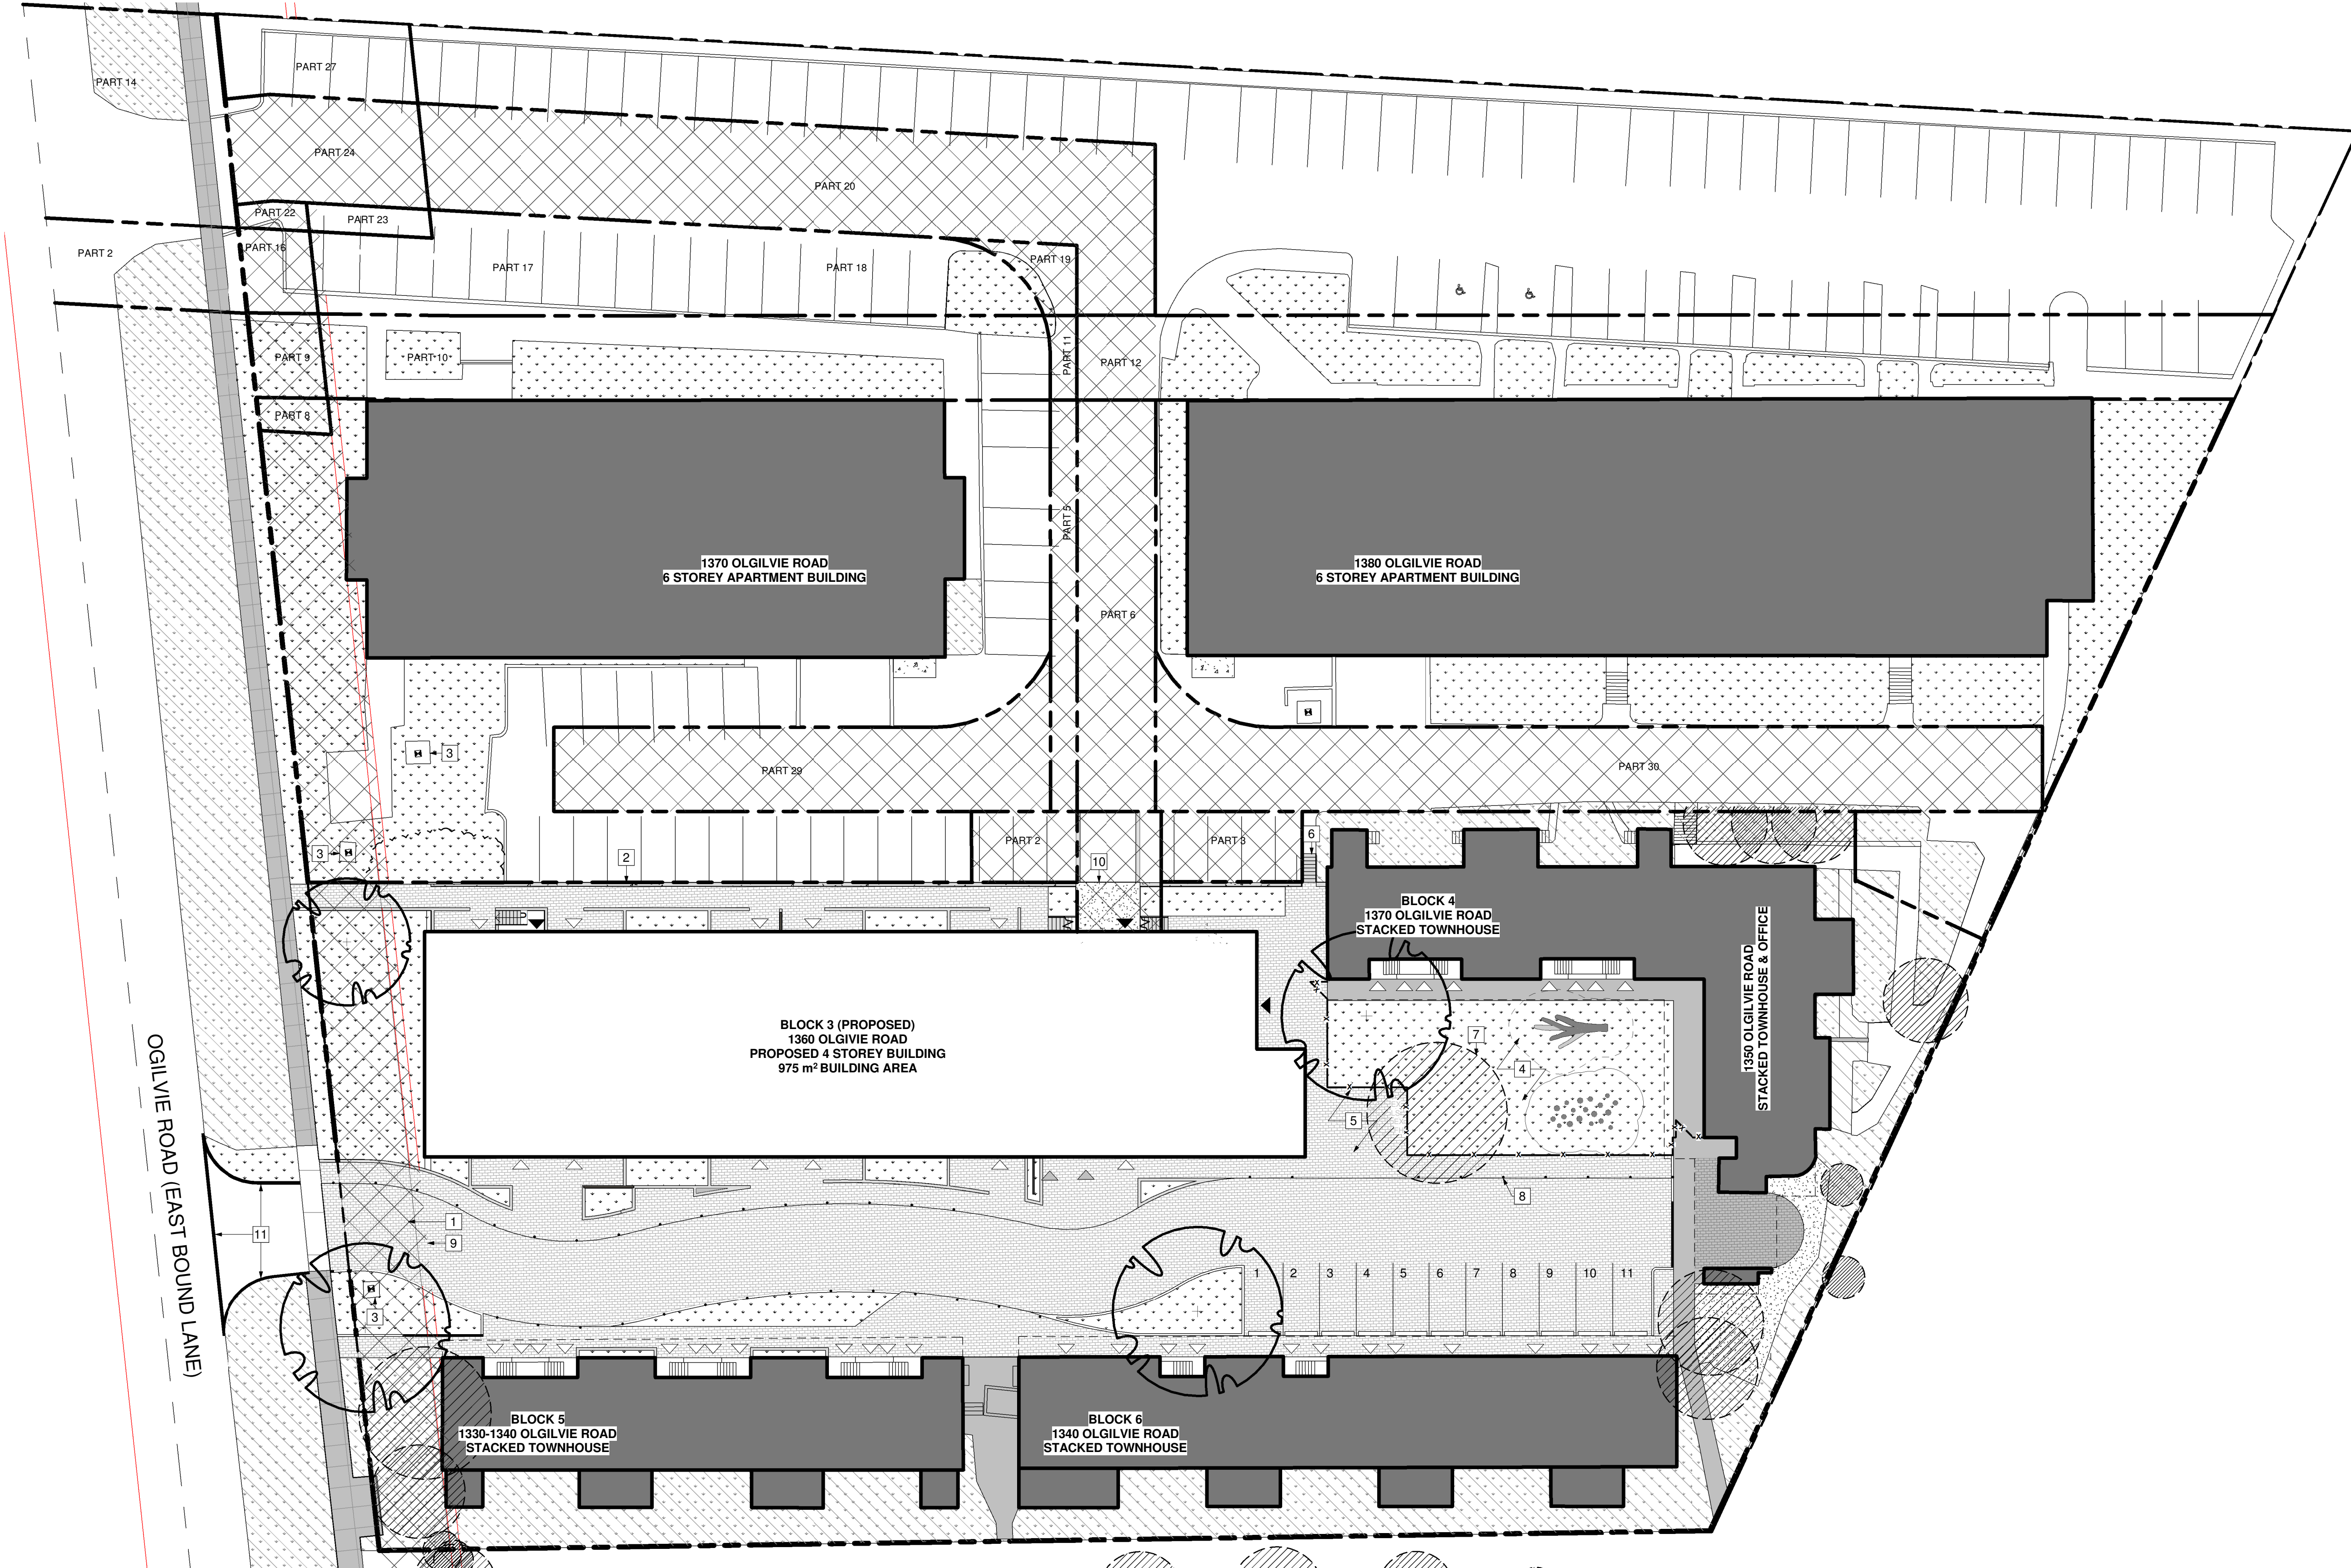 PART 27
PART 14
PART 24
PART 20
PART 22
PART 23
PART 16
PART 2
PART 17
PART 18
PART 19
PART 9
PART 10
PART 11
PART 12
PART 8
PART 5
1370 OLGILVIE ROAD
6 STOREY APARTMENT BUILDING
1380 OLGILVIE ROAD
6 STOREY APARTMENT BUILDING
PART 6
3
PART 29
PART 30
3
2
PART 2
10
PART 3
6
BLOCK 4
1370 OLGILVIE ROAD
STACKED TOWNHOUSE
1350 OLGILVIE ROAD
STACKED TOWNHOUSE & OFFICE
BLOCK 3 (PROPOSED)
1360 OLGIVIE ROAD
PROPOSED 4 STOREY BUILDING
975 m² BUILDING AREA
7
4
5
8
OGILVIE ROAD (EAST BOUND LANE)
11
1
9
3
1 2 3 4 5 6 7 8 9 10 11
BLOCK 5
1330-1340 OLGILVIE ROAD
STACKED TOWNHOUSE
BLOCK 6
1340 OLGILVIE ROAD
STACKED TOWNHOUSE